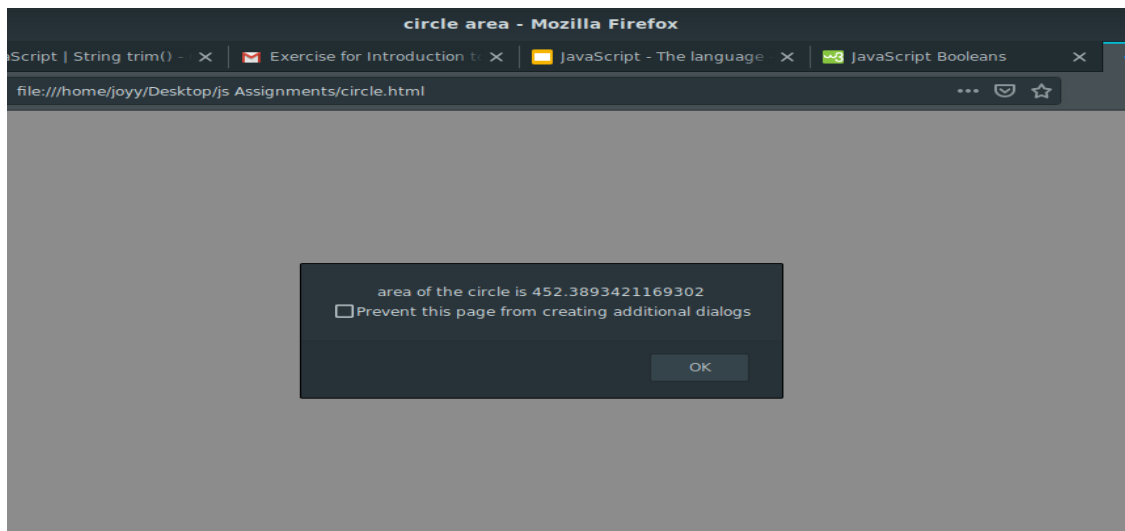 circle area - Mozilla Firefox
aScript | String trim() -
Exercise for Introduction to
JavaScript - The language
JavaScript Booleans
file:///home/joyy/Desktop/js Assignments/circle.html
area of the circle is 452.3893421169302
Prevent this page from creating additional dialogs
OK